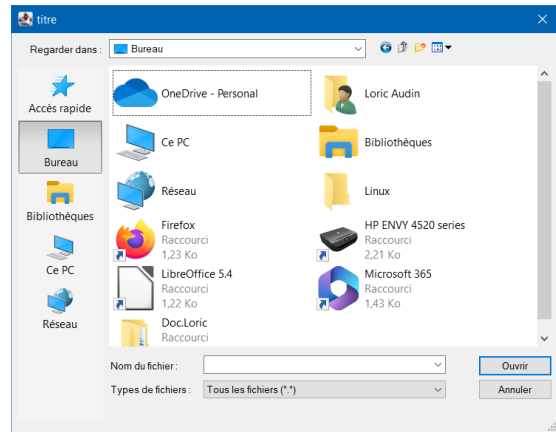 titre
Regarder dans :
Bureau
Accès rapide
Bureau
Bibliothèques
Ce PC
Réseau
OneDrive - Personal
Loric Audin
Ce PC
Bibliothèques
Réseau
Linux
Firefox
Raccourci
1,23 Ko
HP ENVY 4520 series
Raccourci
2,21 Ko
LibreOffice 5.4
Raccourci
1,22 Ko
Microsoft 365
Raccourci
1,43 Ko
Doc.Loric
Raccourci
Nom du fichier :
Ouvrir
Types de fichiers :
Tous les fichiers (*.*)
Annuler